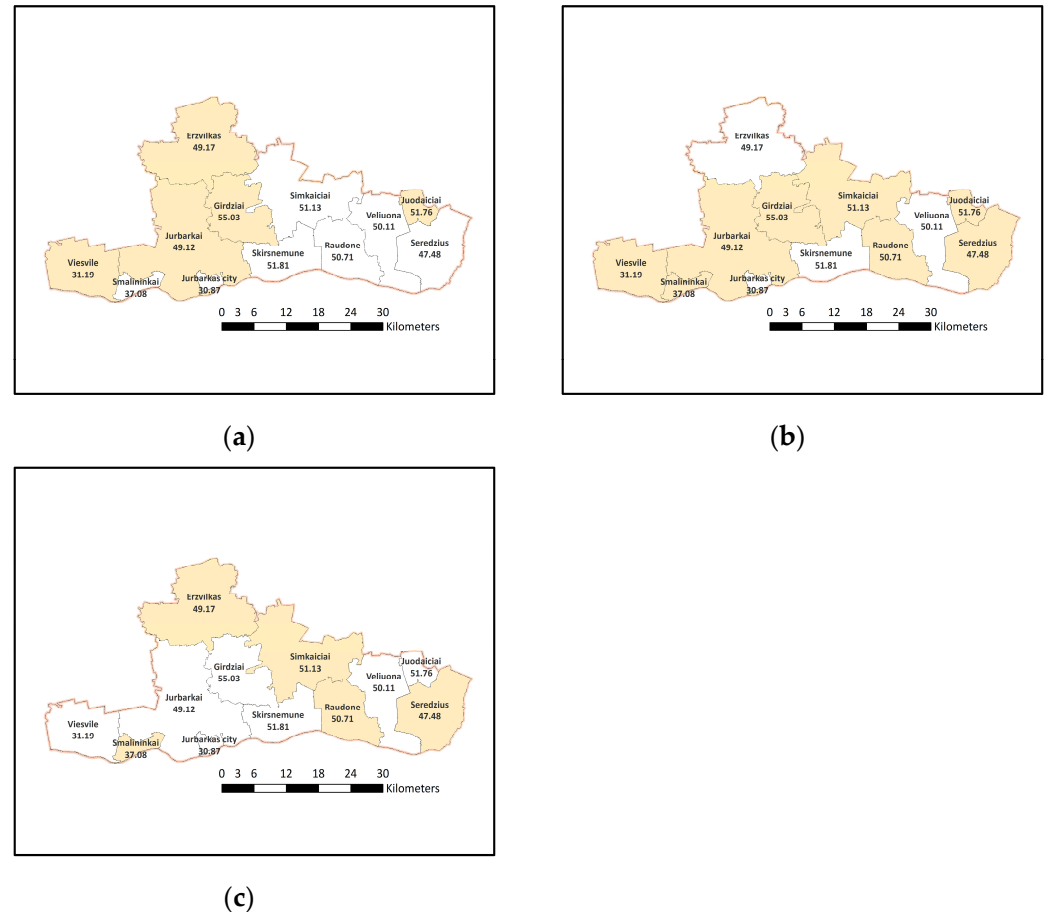 Erzvilkas
49.17
Simkaiciai
51.13
Girdziai
55.03
Juodaiciai
51.76
Veliuona
50.11
Jurbarkai
49.12
Raudone
50.71
Seredzius
47.48
Skirsnemune
51.81
Viesvile
31.19
Smalininkai
37.08
Jurbarkas city
30.87
0 3 6 12 18 24 30
Kilometers
(a)
Erzvilkas
49.17
Simkaiciai
51.13
Girdziai
55.03
Juodaiciai
51.76
Veliuona
50.11
Jurbarkai
49.12
Raudone
50.71
Seredzius
47.48
Skirsnemune
51.81
Viesvile
31.19
Smalininkai
37.08
Jurbarkas city
30.87
0 3 6 12 18 24 30
Kilometers
(b)
Erzvilkas
49.17
Simkaiciai
51.13
Girdziai
55.03
Juodaiciai
51.76
Veliuona
50.11
Jurbarkai
49.12
Raudone
50.71
Seredzius
47.48
Skirsnemune
51.81
Viesvile
31.19
Smalininkai
37.08
Jurbarkas city
30.87
0 3 6 12 18 24 30
Kilometers
(c)